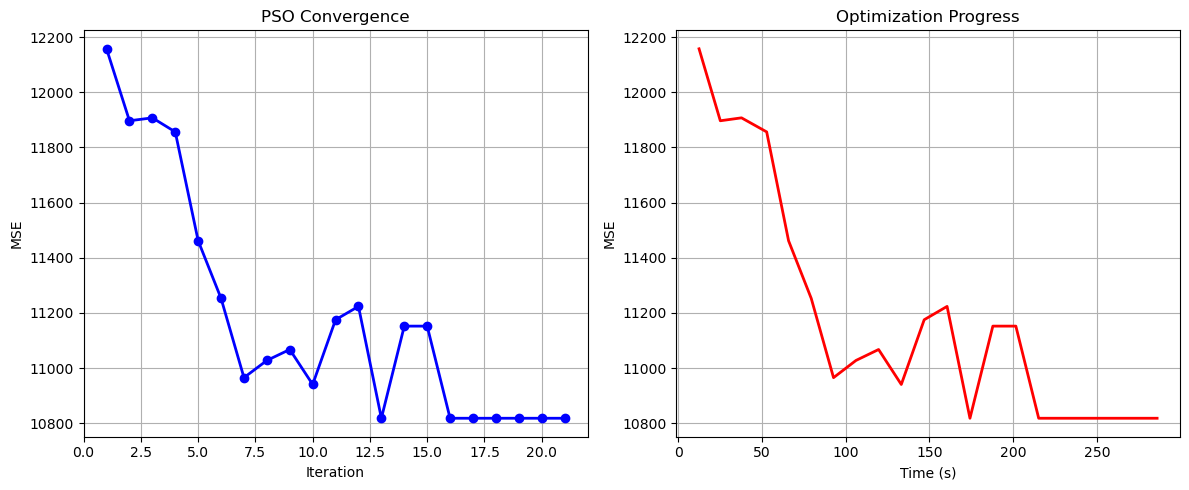 PSO Convergence
12200
12000
11800
11600
11400
11200
11000
10800
MSE
0.0 2.5 5.0 7.5 10.0 12.5 15.0 17.5 20.0
Iteration
Optimization Progress
12200
12000
11800
11600
11400
11200
11000
10800
MSE
0 50 100 150 200 250
Time (s)